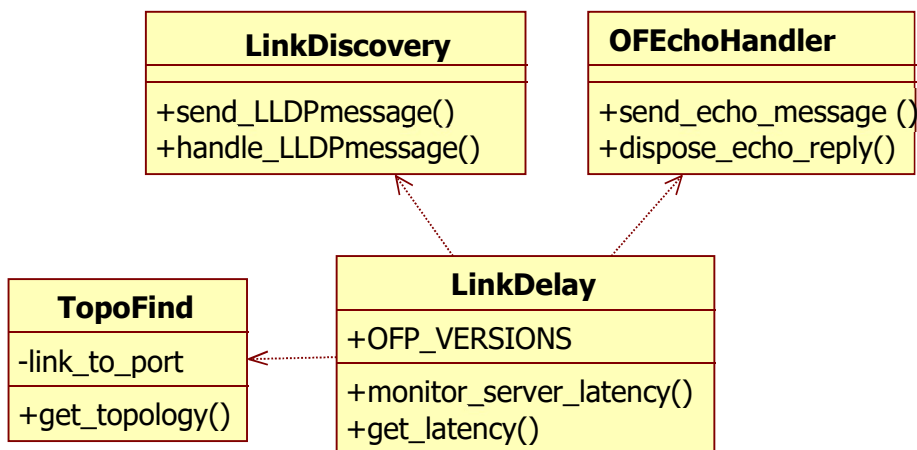 LinkDiscovery
+send_LLDPmessage()
+handle_LLDPmessage()
OFEchoHandler
+send_echo_message ()
+dispose_echo_reply()
TopoFind
-link_to_port
+get_topology()
LinkDelay
+OFP_VERSIONS
+monitor_server_latency()
+get_latency()